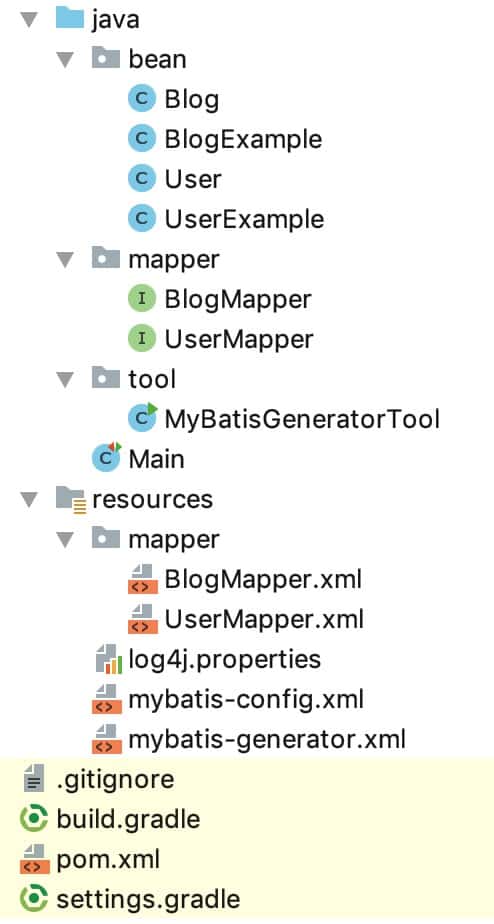 java
bean
Blog
BlogExample
User
UserExample
mapper
BlogMapper
UserMapper
tool
MyBatisGeneratorTool
Main
resources
mapper
BlogMapper.xml
UserMapper.xml
log4j.properties
mybatis-config.xml
mybatis-generator.xml
.gitignore
build.gradle
pom.xml
settings.gradle